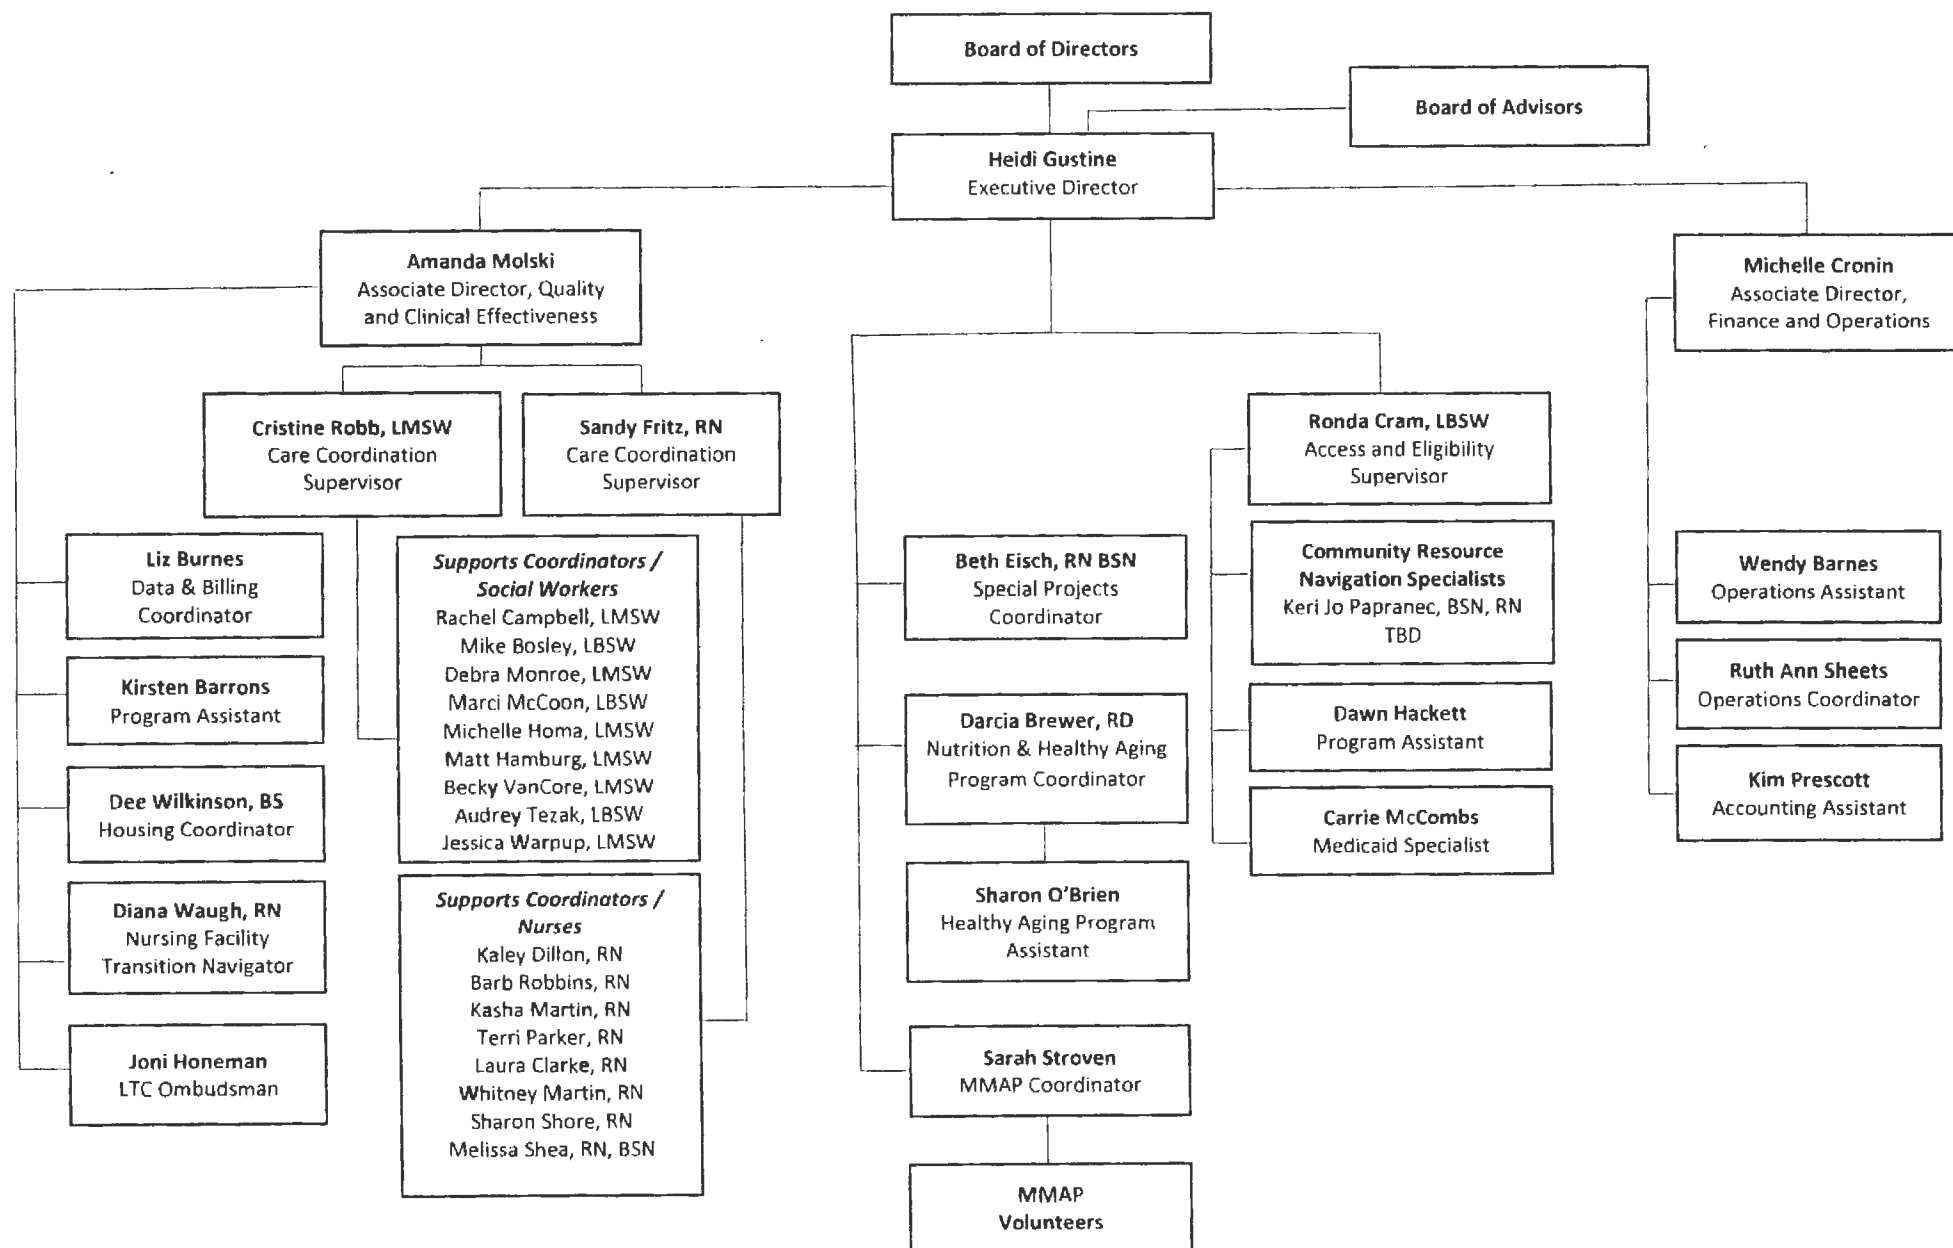 Board of Directors
Board of Advisors
Heidi Gustine
Executive Director
Amanda Molski
Associate Director, Quality
and Clinical Effectiveness
Michelle Cronin
Associate Director,
Finance and Operations
Cristine Robb, LMSW
Care Coordination
Supervisor
Sandy Fritz, RN
Care Coordination
Supervisor
Ronda Cram, LBSW
Access and Eligibility
Supervisor
Liz Burnes
Data & Billing
Coordinator
Kirsten Barrons
Program Assistant
Dee Wilkinson, BS
Housing Coordinator
Diana Waugh, RN
Nursing Facility
Transition Navigator
Joni Honeman
LTC Ombudsman
Supports Coordinators /
Social Workers
Rachel Campbell, LMSW
Mike Bosley, LBSW
Debra Monroe, LMSW
Marci McCoon, LBSW
Michelle Homa, LMSW
Matt Hamburg, LMSW
Becky VanCore, LMSW
Audrey Tezak, LBSW
Jessica Warpup, LMSW
Supports Coordinators /
Nurses
Kaley Dillon, RN
Barb Robbins, RN
Kasha Martin, RN
Terri Parker, RN
Laura Clarke, RN
Whitney Martin, RN
Sharon Shore, RN
Melissa Shea, RN, BSN
Beth Eisch, RN BSN
Special Projects
Coordinator
Darcia Brewer, RD
Nutrition & Healthy Aging
Program Coordinator
Sharon O'Brien
Healthy Aging Program
Assistant
Sarah Stroven
MMAP Coordinator
MMAP
Volunteers
Community Resource
Navigation Specialists
Keri Jo Papranec, BSN, RN
TBD
Dawn Hackett
Program Assistant
Carrie McCombs
Medicaid Specialist
Wendy Barnes
Operations Assistant
Ruth Ann Sheets
Operations Coordinator
Kim Prescott
Accounting Assistant